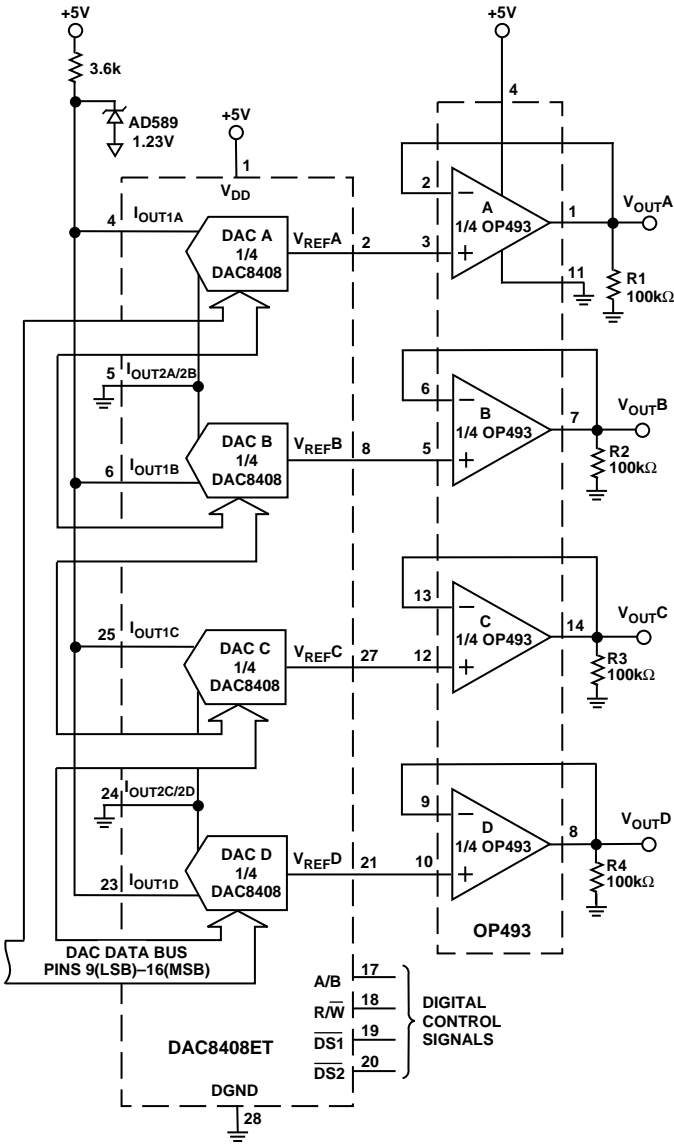 +5V
3.6k
AD589
1.23V
+5V
1
VDD
4
IOUT1A
DAC A
1/4
DAC8408
VREFA
2
5
IOUT2A/2B
DAC B
1/4
DAC8408
VREFB
8
6
IOUT1B
25
IOUT1C
DAC C
1/4
DAC8408
VREFC
27
24
IOUT2C/2D
DAC D
1/4
DAC8408
VREFD
21
23
IOUT1D
DAC DATA BUS
PINS 9(LSB)–16(MSB)
A/B
17
R/W̅
18
D̅S̅1̅
19
D̅S̅2̅
20
DIGITAL
CONTROL
SIGNALS
DAC8408ET
DGND
28
+5V
4
2
−
A
1/4 OP493
3
+
1
VOUTA
11
R1
100kΩ
6
−
B
1/4 OP493
5
+
7
VOUTB
R2
100kΩ
13
−
C
1/4 OP493
12
+
14
VOUTC
R3
100kΩ
9
−
D
1/4 OP493
10
+
8
VOUTD
R4
100kΩ
OP493